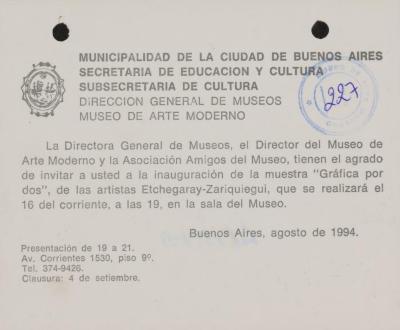 MUNICIPALIDAD DE LA CIUDAD DE BUENOS AIRES
SECRETARIA DE EDUCACION Y CULTURA
SUBSECRETARIA DE CULTURA
DIRECCION GENERAL DE MUSEOS
MUSEO DE ARTE MODERNO
227
La Directora General de Museos, el Director del Museo de
Arte Moderno y la Asociación Amigos del Museo, tienen el agrado
de invitar a usted a la inauguración de la muestra "Gráfica por
dos", de las artistas Etchegaray-Zariquiegui, que se realizará el
16 del corriente, a las 19, en la sala del Museo.
Buenos Aires, agosto de 1994.
Presentación de 19 a 21.
Av. Corrientes 1530, piso 9º.
Tel. 374-9426.
Clausura: 4 de setiembre.